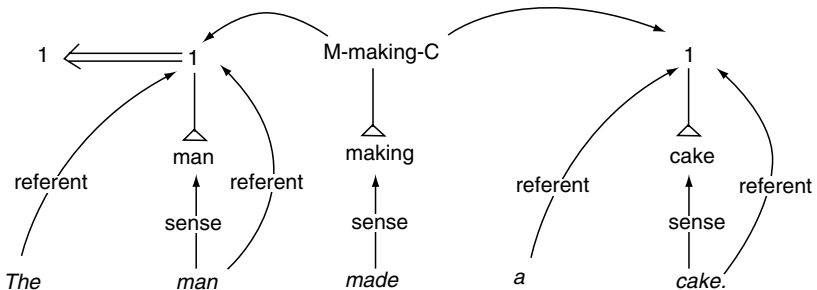 1 1 M-making-C 1
man making cake
referent referent referent referent
sense sense sense
The man made a cake.